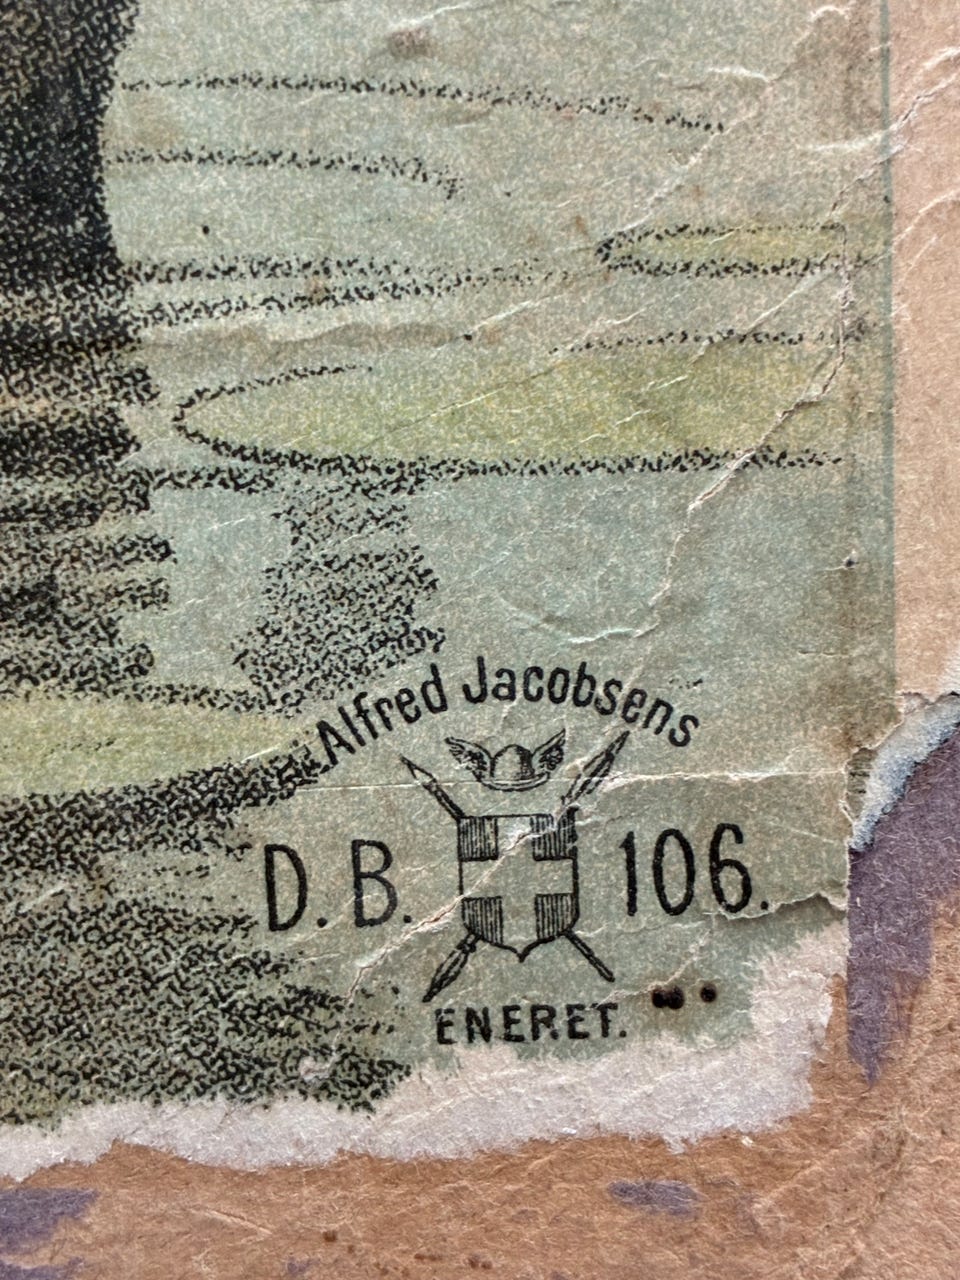 Alfred Jacobsens
D. B. 106.
ENERET.